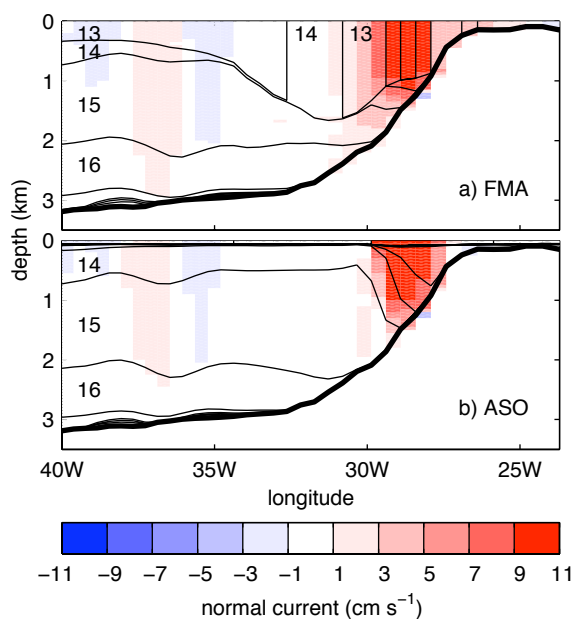 0
13
14
14
13
1
15
2
16
3
a) FMA
depth (km)
0
14
1
15
2
16
3
b) ASO
40W 35W 30W 25W
longitude
−11 −9 −7 −5 −3 −1 1 3 5 7 9 11
normal current (cm s⁻¹)